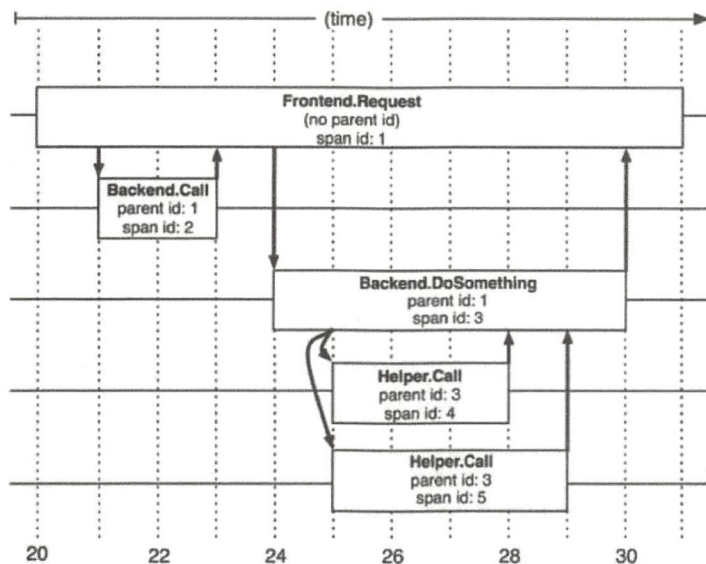 (time)
Frontend.Request
(no parent id)
span id: 1
Backend.Call
parent id: 1
span id: 2
Backend.DoSomething
parent id: 1
span id: 3
Helper.Call
parent id: 3
span id: 4
Helper.Call
parent id: 3
span id: 5
20 22 24 26 28 30